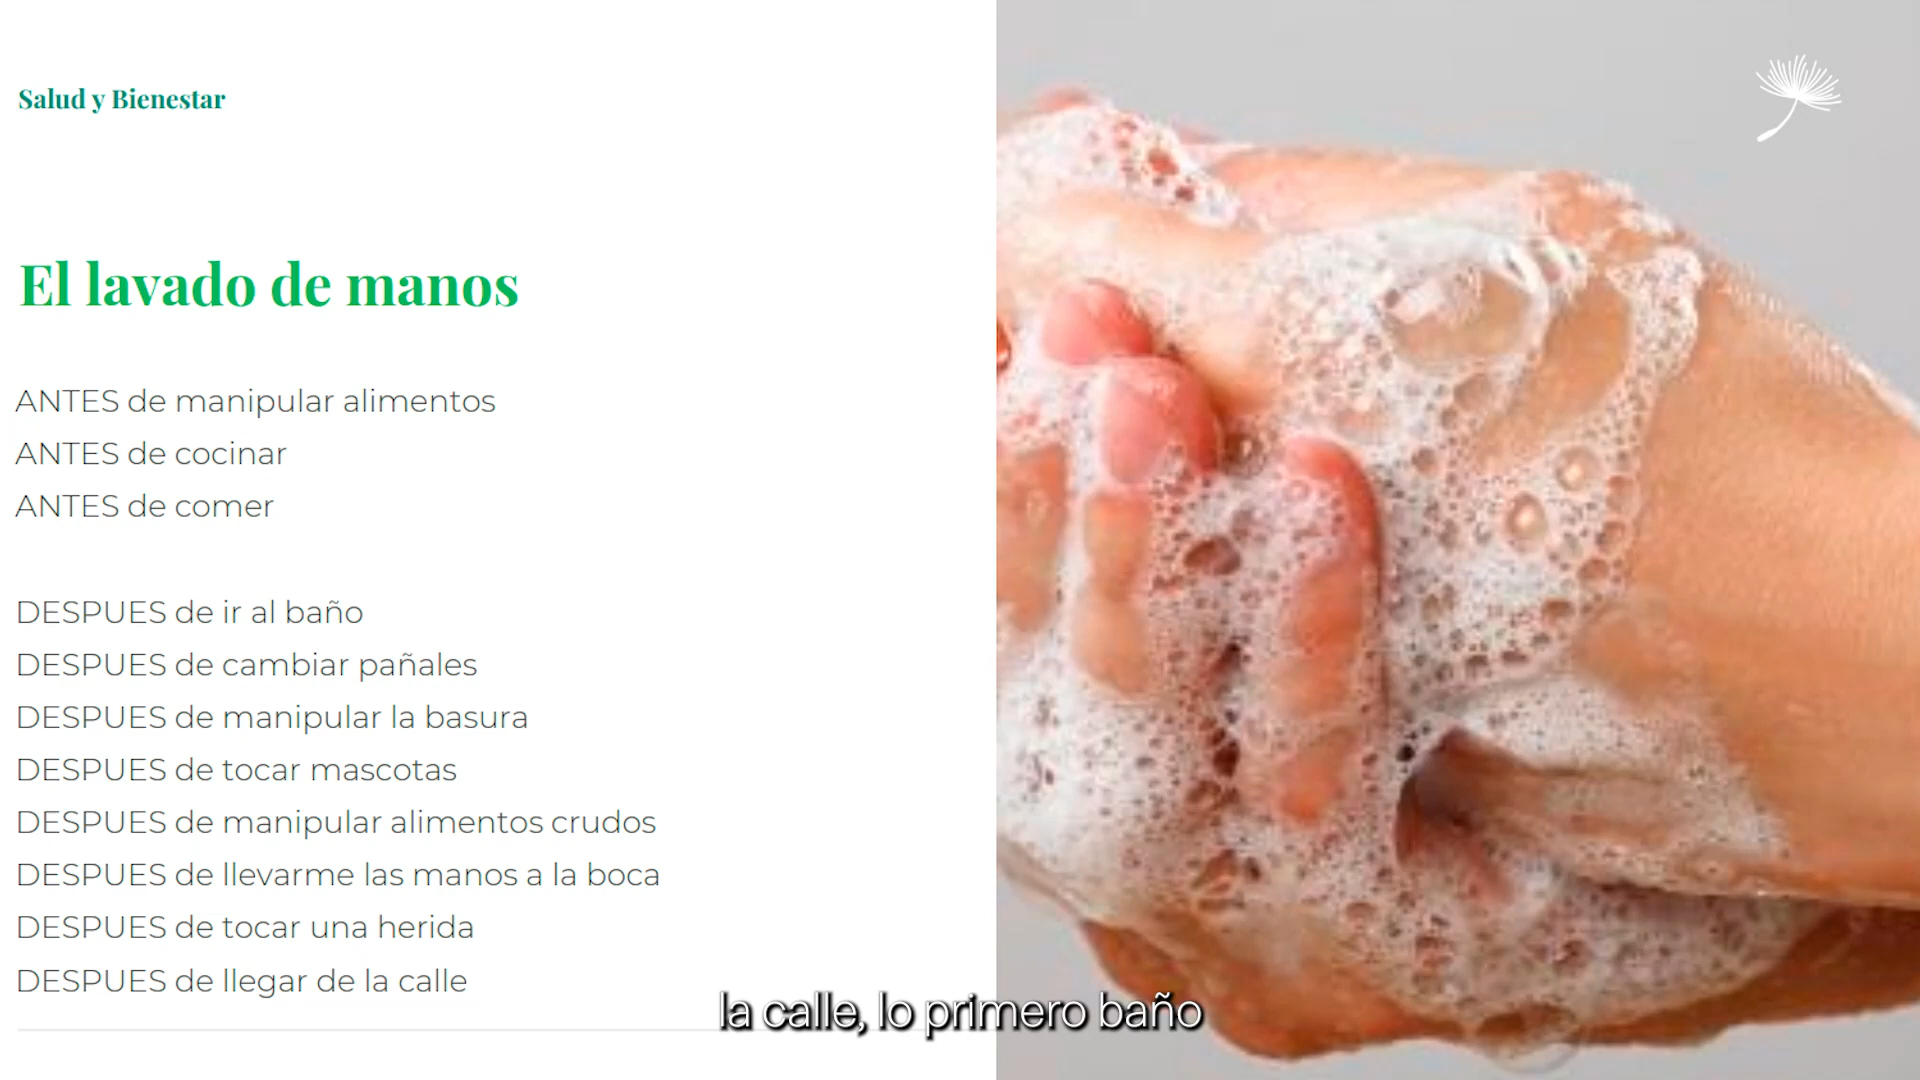 Salud y Bienestar
El lavado de manos
ANTES de manipular alimentos
ANTES de cocinar
ANTES de comer
DESPUES de ir al baño
DESPUES de cambiar pañales
DESPUES de manipular la basura
DESPUES de tocar mascotas
DESPUES de manipular alimentos crudos
DESPUES de llevarme las manos a la boca
DESPUES de tocar una herida
DESPUES de llegar de la calle
la calle, lo primero baño